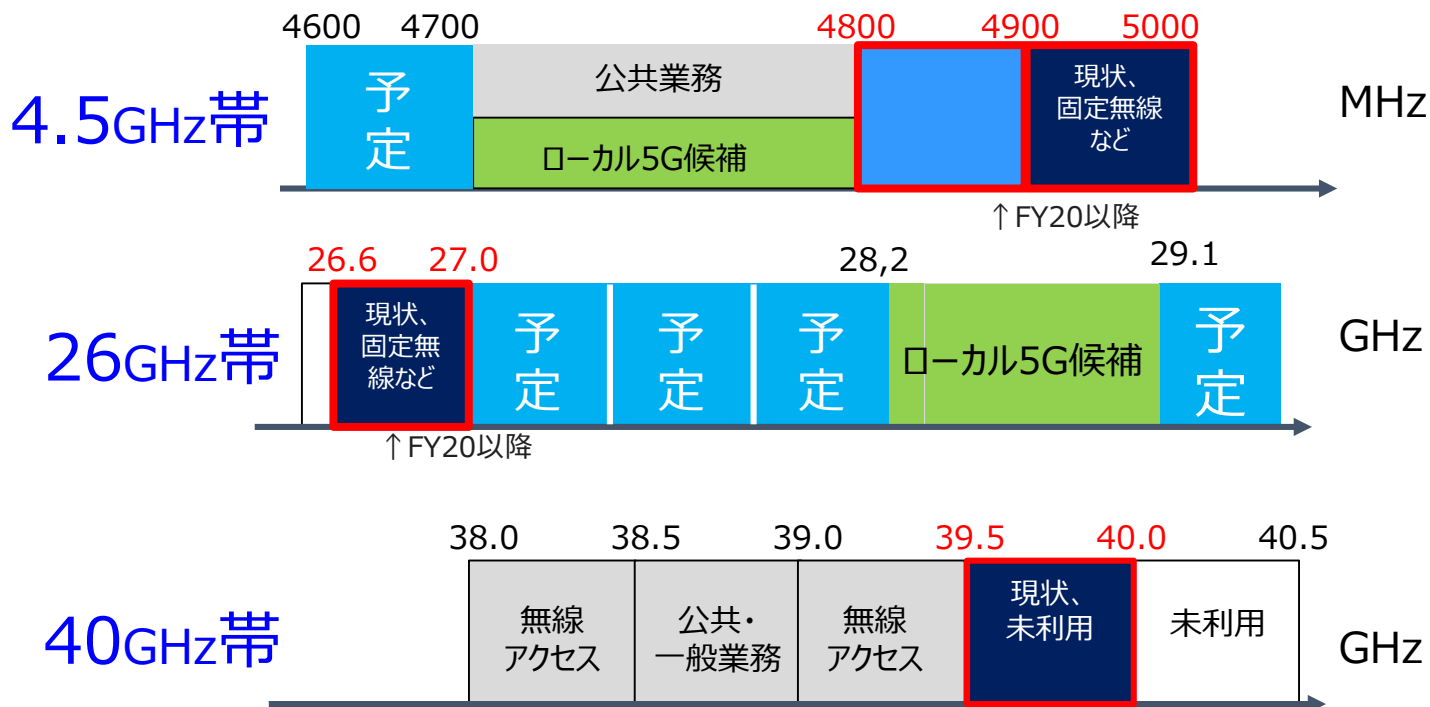 4600 4700 4800 4900 5000
4.5GHz帯
予
定
公共業務
ローカル5G候補
現状、
固定無線
など
MHz
↑FY20以降
26.6 27.0 28,2 29.1
26GHz帯
現状、
固定無
線など
予
定
予
定
予
定
ローカル5G候補
予
定
GHz
↑FY20以降
38.0 38.5 39.0 39.5 40.0 40.5
40GHz帯
無線
アクセス
公共・
一般業務
無線
アクセス
現状、
未利用
未利用
GHz